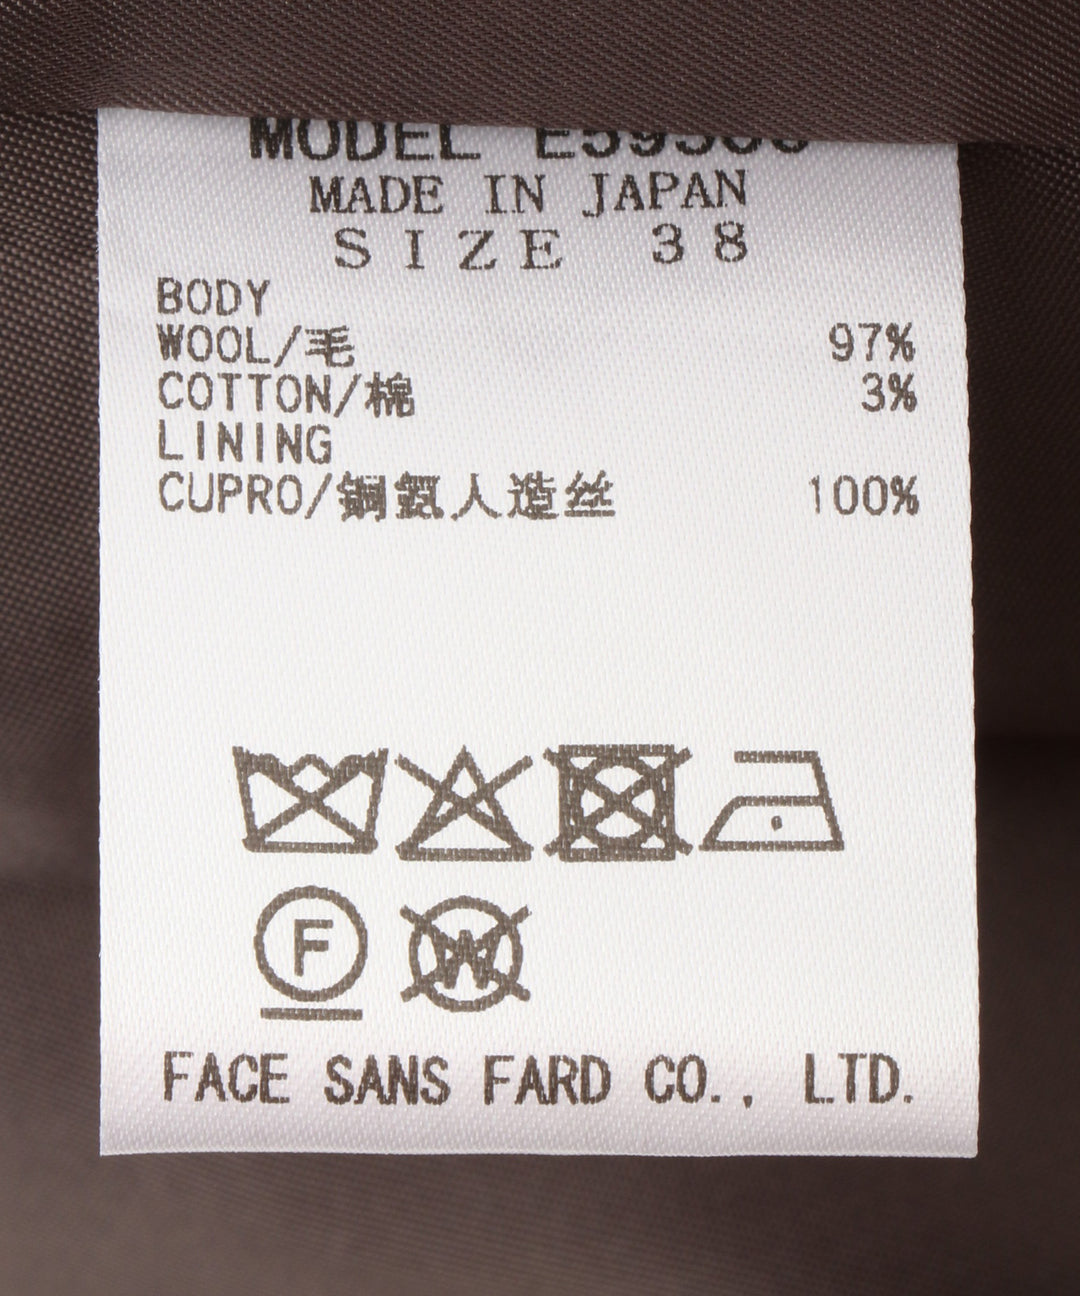 MODEL
MADE IN JAPAN
SIZE 38
BODY
WOOL/毛 97%
COTTON/棉 3%
LINING
CUPRO/铜氨人造丝 100%
F
W
FACE SANS FARD CO., LTD.